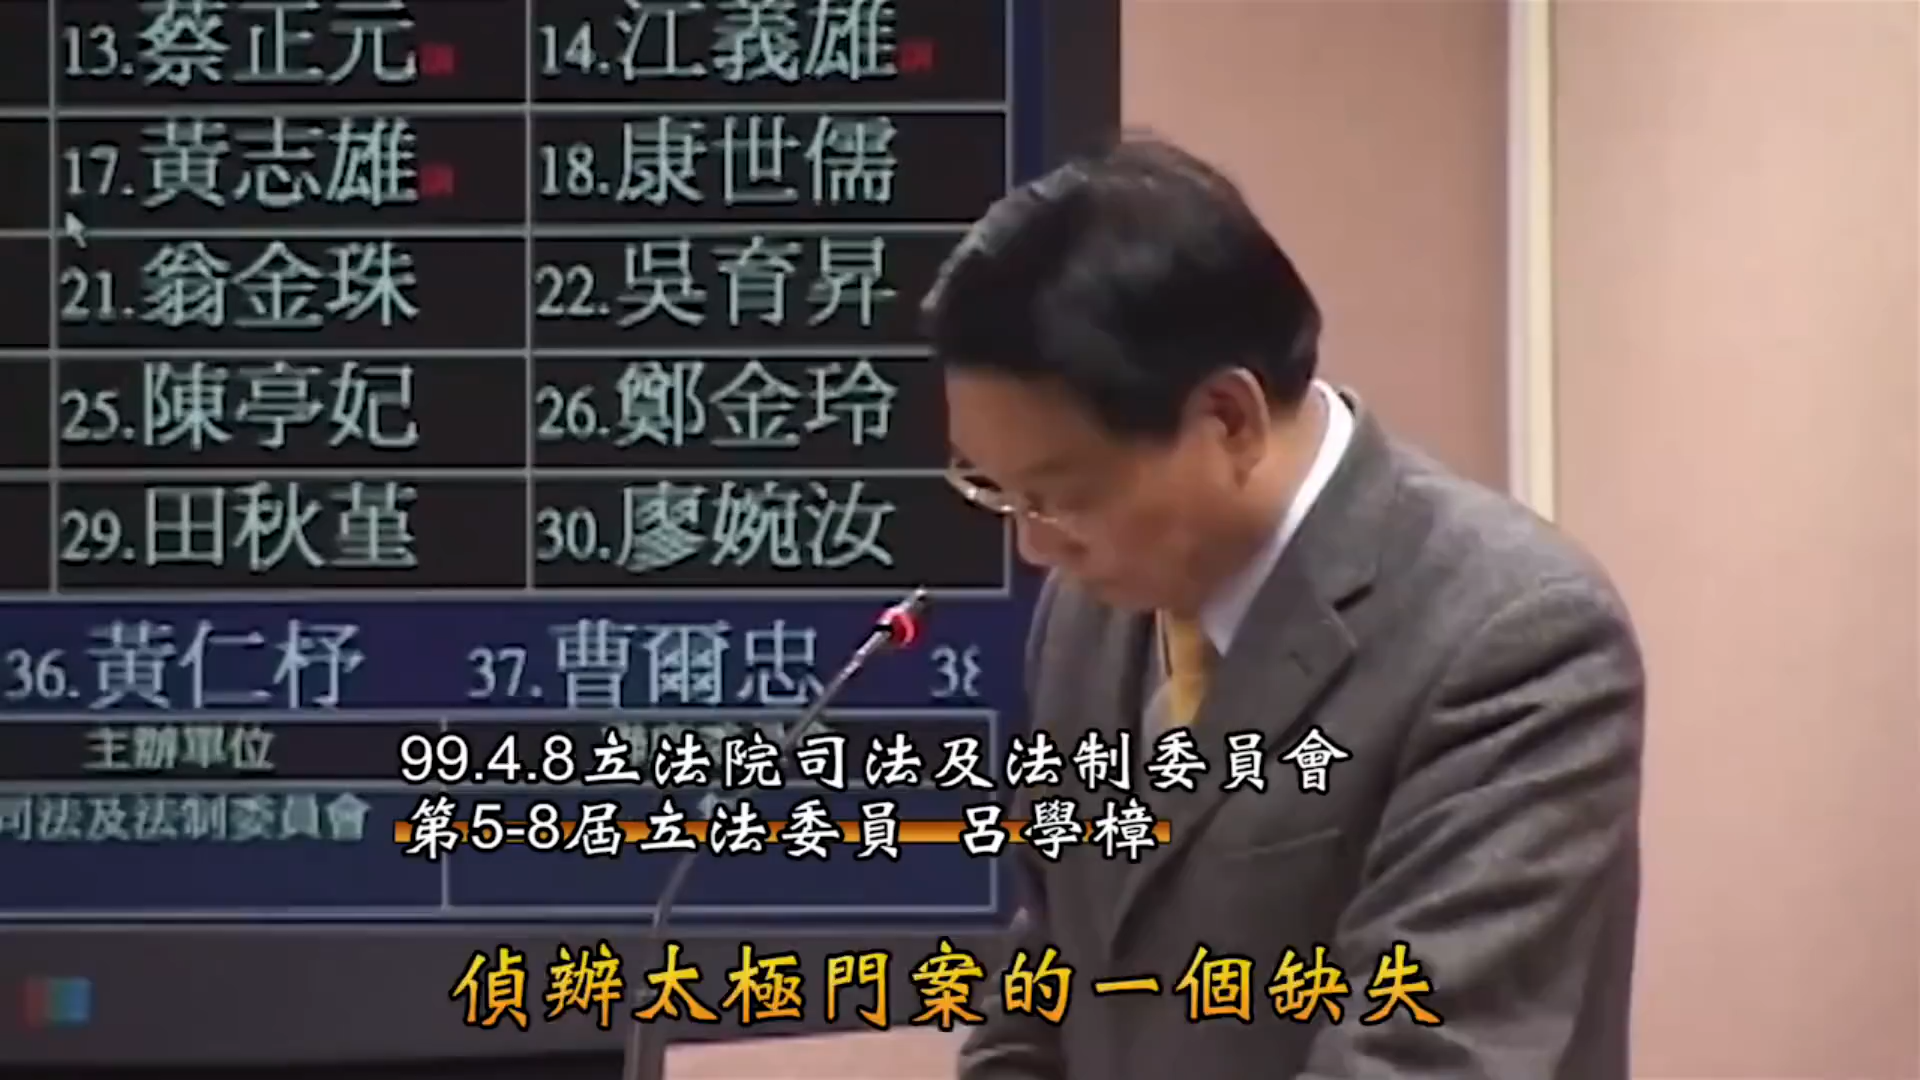 13.蔡正元 14.江義雄
17.黃志雄 18.康世儒
21.翁金珠 22.吳育昇
25.陳亭妃 26.鄭金玲
29.田秋堇 30.廖婉汝
36.黃仁杼 37.曹爾忠 38
主辦單位
司法及法制委員會
99.4.8立法院司法及法制委員會
第5-8屆立法委員 呂學樟
偵辦太極門案的一個缺失